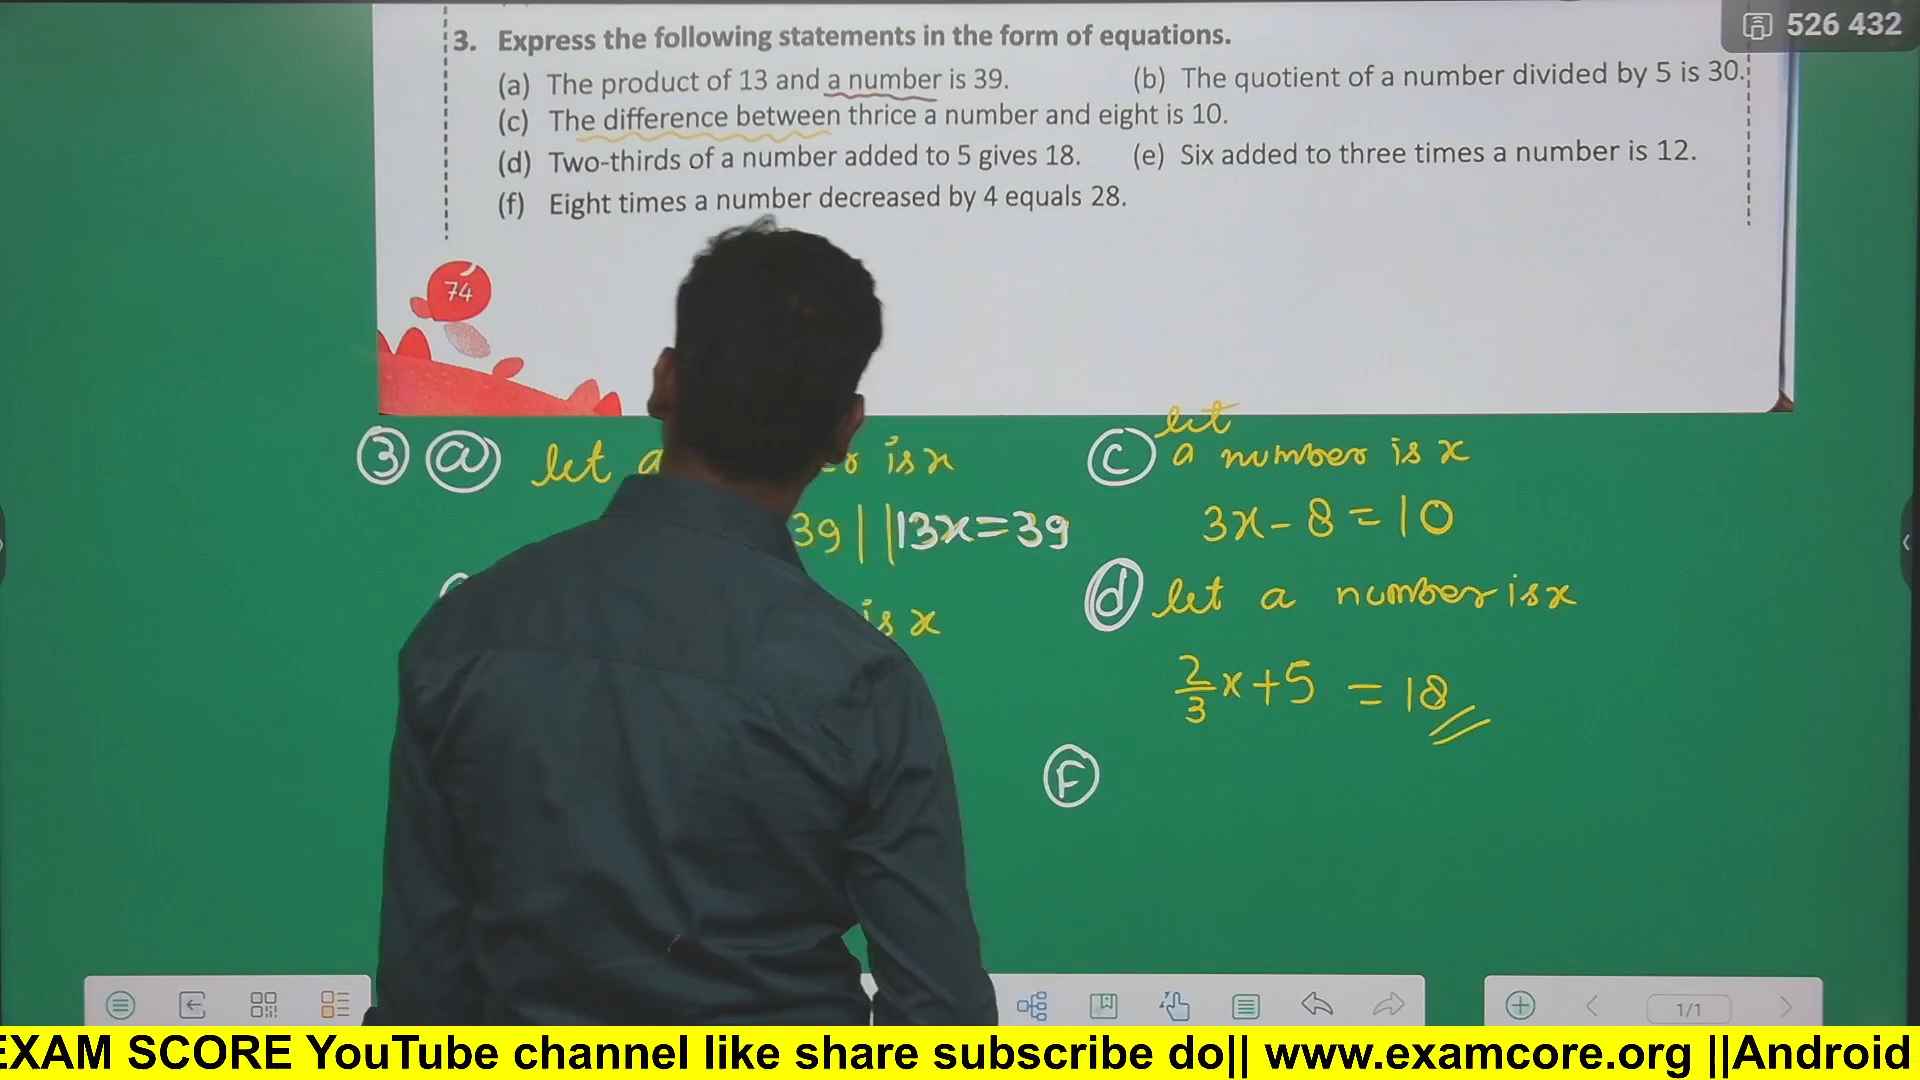 526 432
3. Express the following statements in the form of equations.
(a) The product of 13 and a number is 39. (b) The quotient of a number divided by 5 is 30.
(c) The difference between thrice a number and eight is 10.
(d) Two-thirds of a number added to 5 gives 18. (e) Six added to three times a number is 12.
(f) Eight times a number decreased by 4 equals 28.
74
3 a let a is x
39 || 13x = 39
is x
let
c a number is x
3x - 8 = 10
d let a number is x
2/3 x + 5 = 18
F
1/1
EXAM SCORE YouTube channel like share subscribe do|| www.examcore.org ||Android